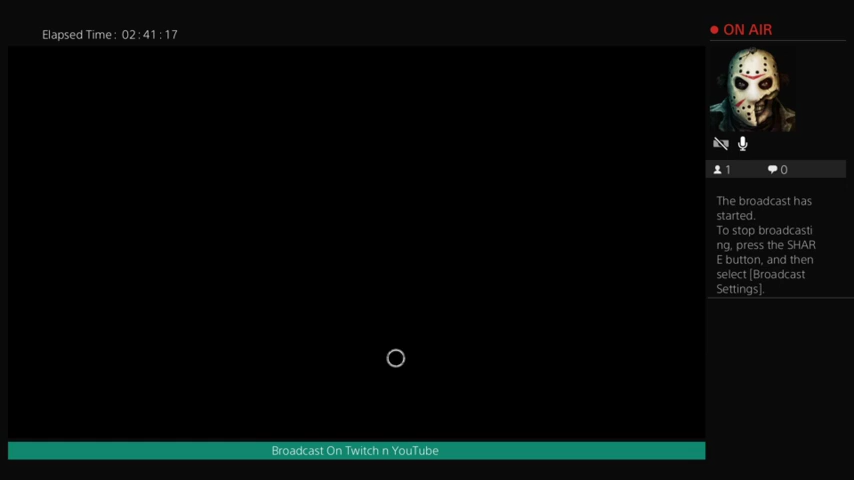 Elapsed Time: 02:41:17
ON AIR
1 0
The broadcast has
started.
To stop broadcasti
ng, press the SHAR
E button, and then
select [Broadcast
Settings].
Broadcast On Twitch n YouTube